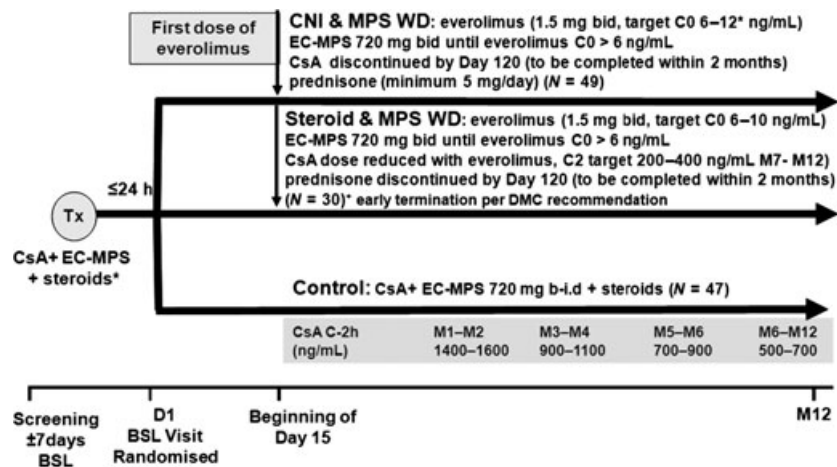 First dose of
everolimus
CNI & MPS WD: everolimus (1.5 mg bid, target C0 6–12* ng/mL)
EC-MPS 720 mg bid until everolimus C0 > 6 ng/mL
CsA discontinued by Day 120 (to be completed within 2 months)
prednisone (minimum 5 mg/day) (N = 49)
Steroid & MPS WD: everolimus (1.5 mg bid, target C0 6–10 ng/mL)
EC-MPS 720 mg bid until everolimus C0 > 6 ng/mL
CsA dose reduced with everolimus, C2 target 200–400 ng/mL M7- M12)
prednisone discontinued by Day 120 (to be completed within 2 months)
(N = 30)* early termination per DMC recommendation
≤24 h
Tx
CsA+ EC-MPS
+ steroids*
Control: CsA+ EC-MPS 720 mg b-i.d + steroids (N = 47)
CsA C-2h M1–M2 M3–M4 M5–M6 M6–M12
(ng/mL) 1400–1600 900–1100 700–900 500–700
Screening
±7days
BSL
D1
BSL Visit
Randomised
Beginning of
Day 15
M12